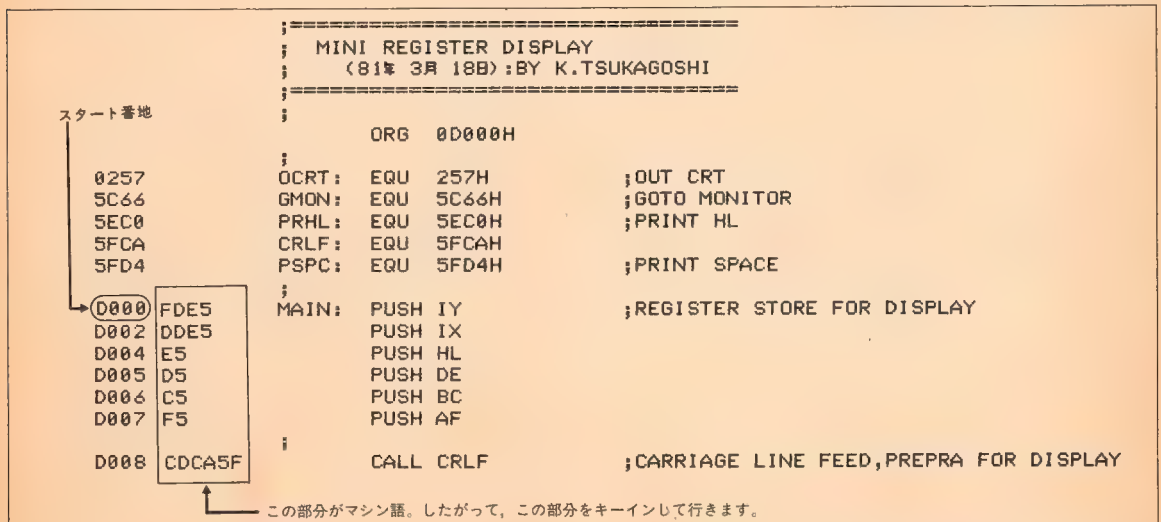 ;========================================
;   MINI REGISTER DISPLAY
;     (81年 3月 18日):BY K.TSUKAGOSHI
;========================================
スタート番地
;
ORG 0D000H
;
0257 OCRT: EQU 257H ;OUT CRT
5C66 GMON: EQU 5C66H ;GOTO MONITOR
5EC0 PRHL: EQU 5EC0H ;PRINT HL
5FCA CRLF: EQU 5FCAH
5FD4 PSPC: EQU 5FD4H ;PRINT SPACE
;
D000 FDE5 MAIN: PUSH IY ;REGISTER STORE FOR DISPLAY
D002 DDE5 PUSH IX
D004 E5 PUSH HL
D005 D5 PUSH DE
D006 C5 PUSH BC
D007 F5 PUSH AF
;
D008 CDCA5F CALL CRLF ;CARRIAGE LINE FEED,PREPRA FOR DISPLAY
この部分がマシン語。したがって，この部分をキーインして行きます。